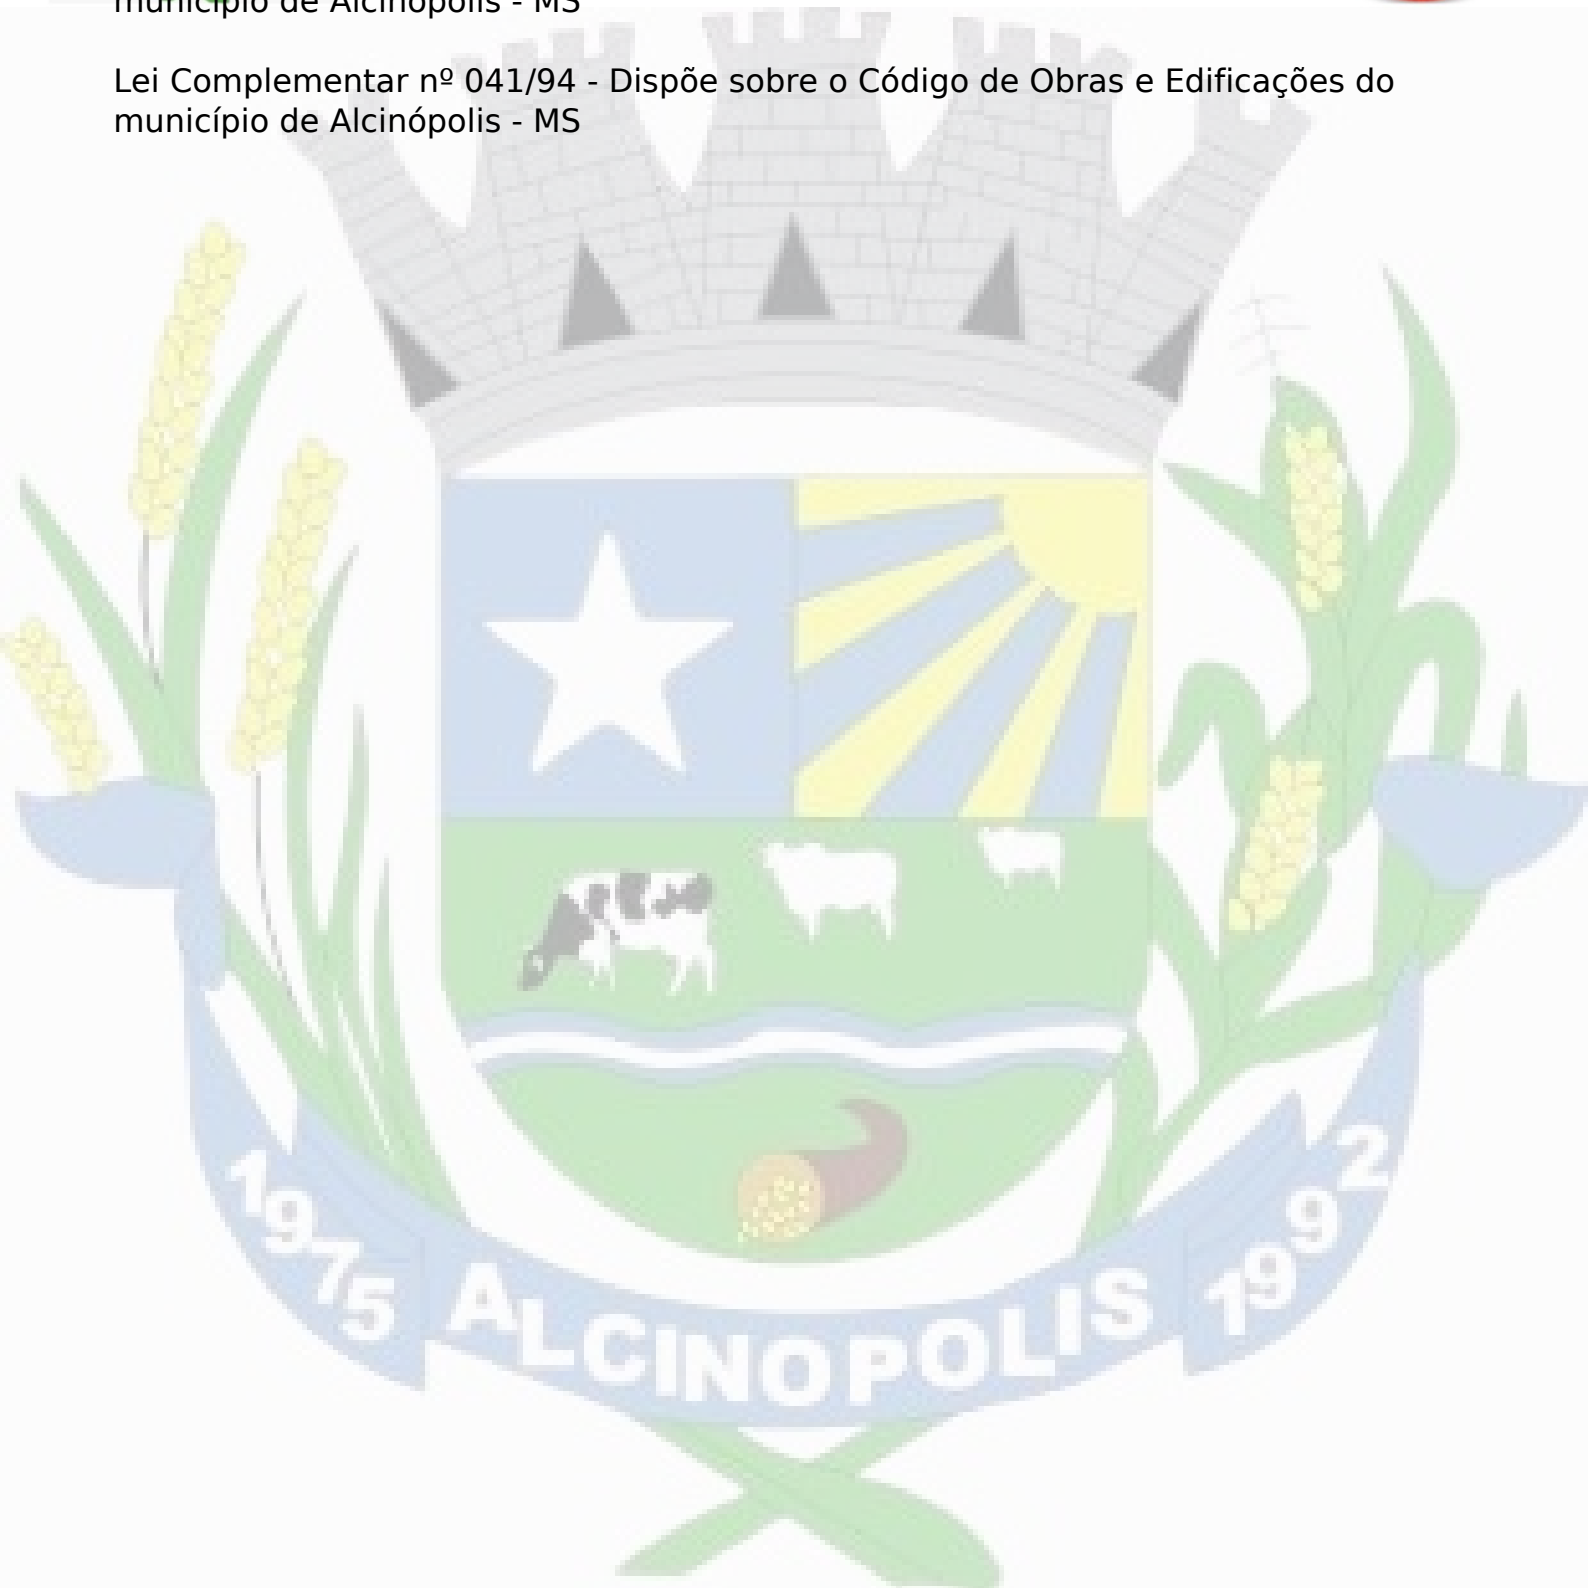 município de Alcinópolis - MS
Lei Complementar nº 041/94 - Dispõe sobre o Código de Obras e Edificações do
município de Alcinópolis - MS
1975 ALCINOPOLIS 1992